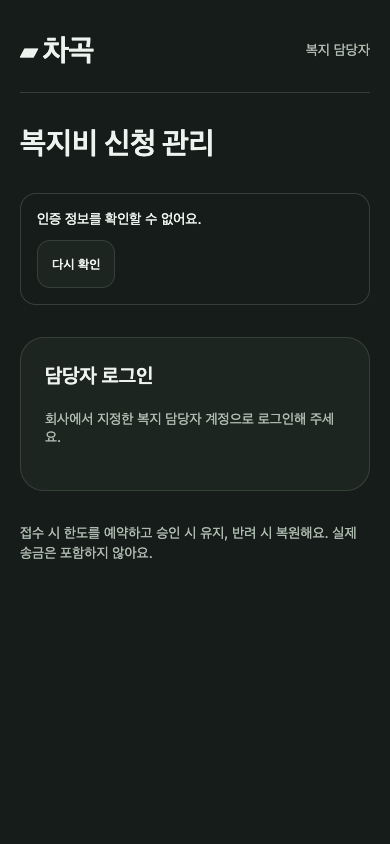 차곡
복지 담당자
복지비 신청 관리
인증 정보를 확인할 수 없어요.
다시 확인
담당자 로그인
회사에서 지정한 복지 담당자 계정으로 로그인해 주세
요.
접수 시 한도를 예약하고 승인 시 유지, 반려 시 복원해요. 실제
송금은 포함하지 않아요.